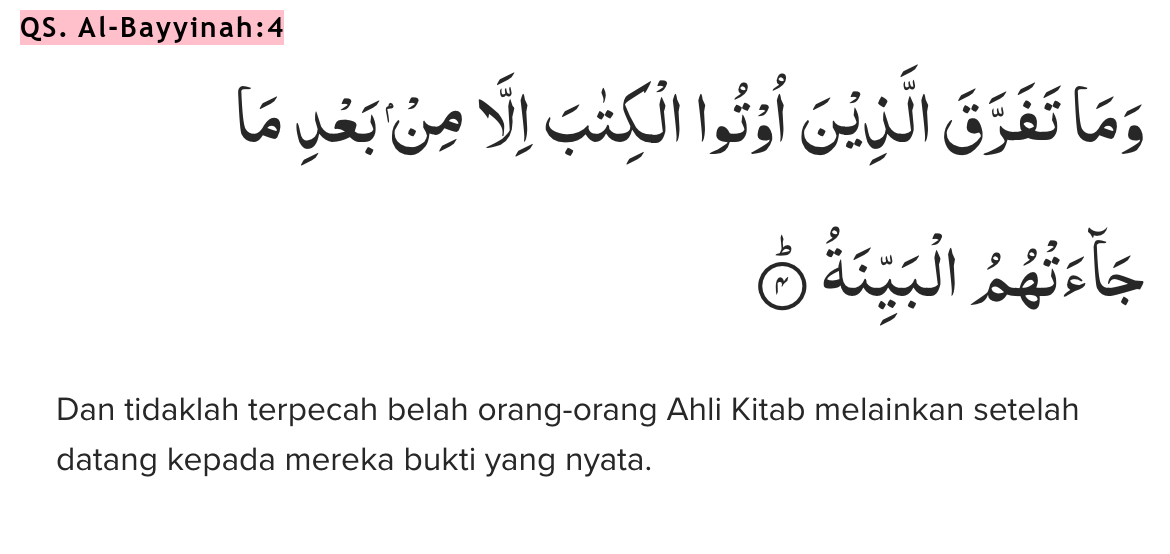 QS. Al-Bayyinah:4
وَمَا تَفَرَّقَ الَّذِيْنَ اُوْتُوا الْكِتٰبَ اِلَّا مِنْۢ بَعْدِ مَا
جَاۤءَتْهُمُ الْبَيِّنَةُ ۗ ۴
Dan tidaklah terpecah belah orang-orang Ahli Kitab melainkan setelah
datang kepada mereka bukti yang nyata.